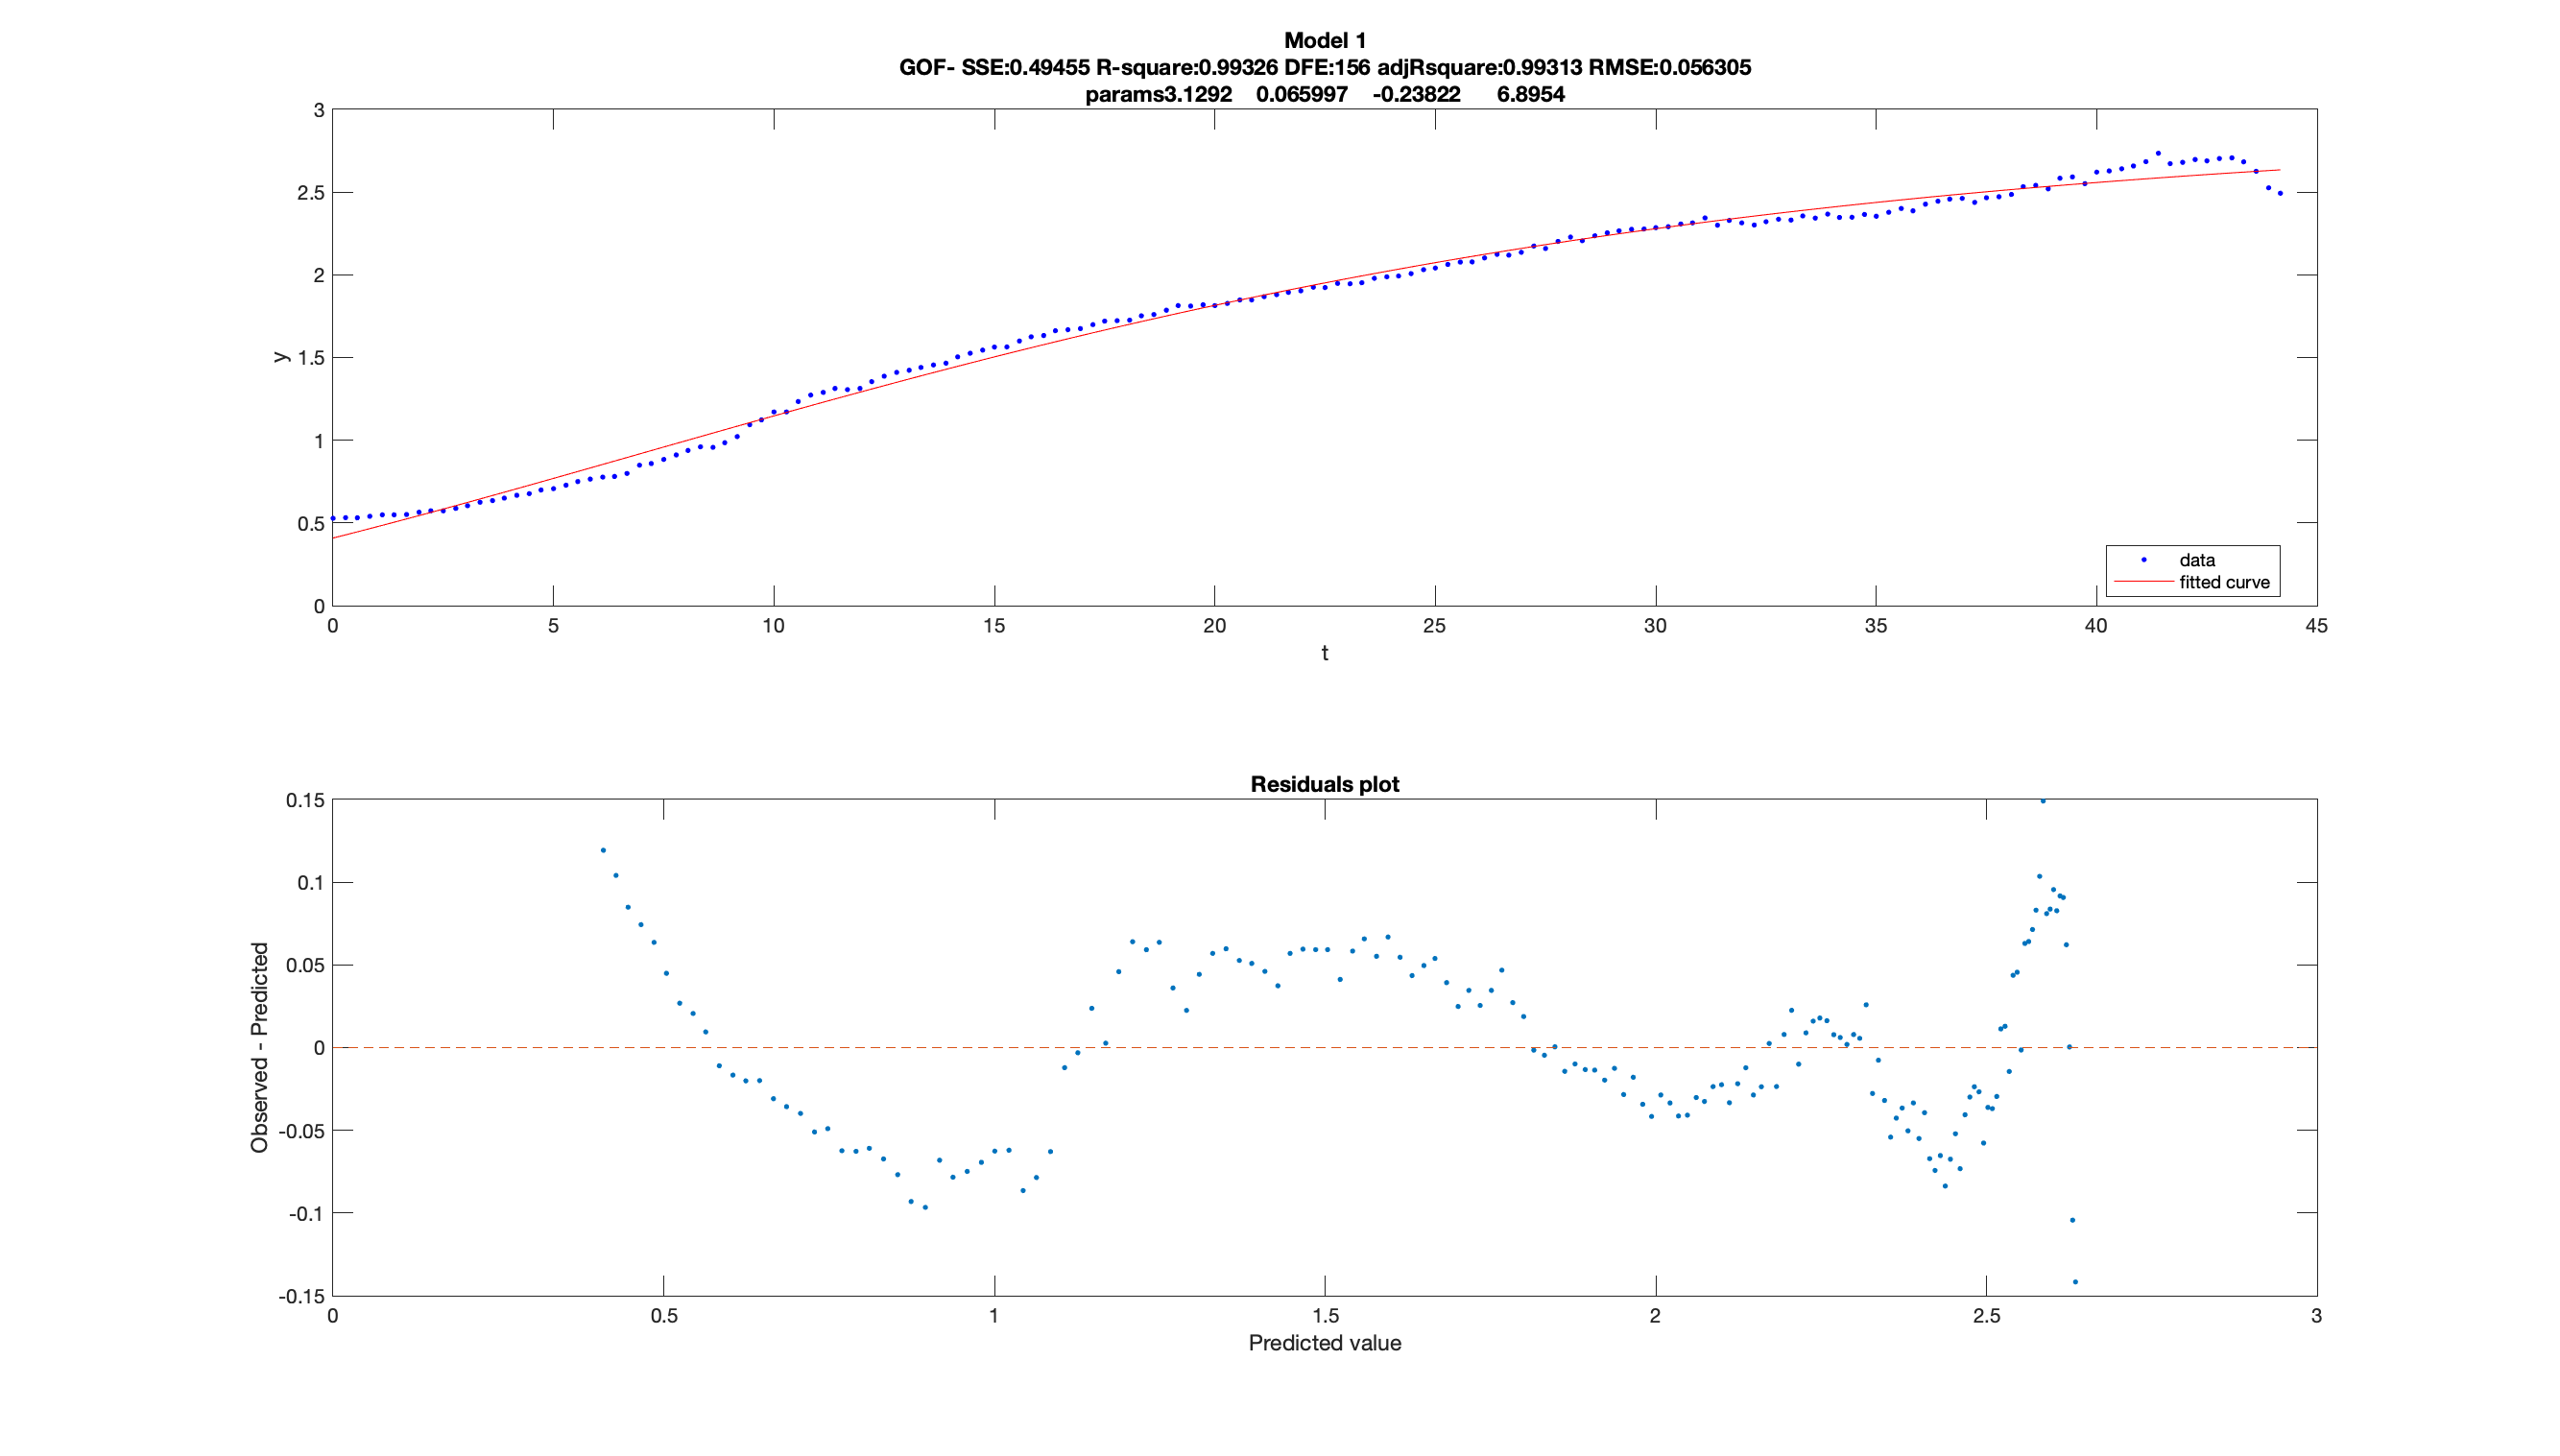 Model 1
GOF- SSE:0.49455 R-square:0.99326 DFE:156 adjRsquare:0.99313 RMSE:0.056305
params3.1292 0.065997 -0.23822 6.8954
3
2.5
2
1.5
1
0.5
0
y
0 5 10 15 20 25 30 35 40 45
t
data
fitted curve
Residuals plot
0.15
0.1
0.05
0
-0.05
-0.1
-0.15
Observed - Predicted
0 0.5 1 1.5 2 2.5 3
Predicted value